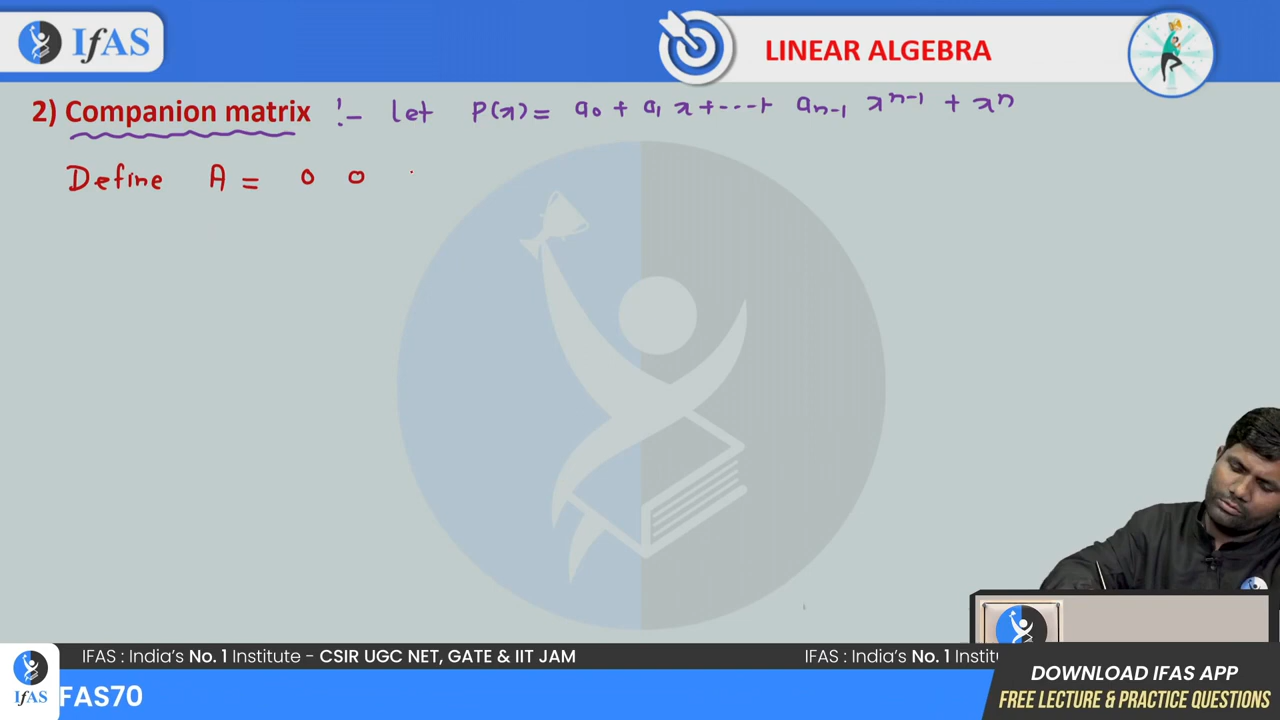 IfAS
LINEAR ALGEBRA
2) Companion matrix :- let P(x) = a₀ + a₁ x + ---- + aₙ₋₁ xⁿ⁻¹ + xⁿ
Define A = 0 0
IFAS : India's No. 1 Institute - CSIR UGC NET, GATE & IIT JAM
IFAS : India's No. 1 Institu
DOWNLOAD IFAS APP
FREE LECTURE & PRACTICE QUESTIONS
IfAS
FAS70